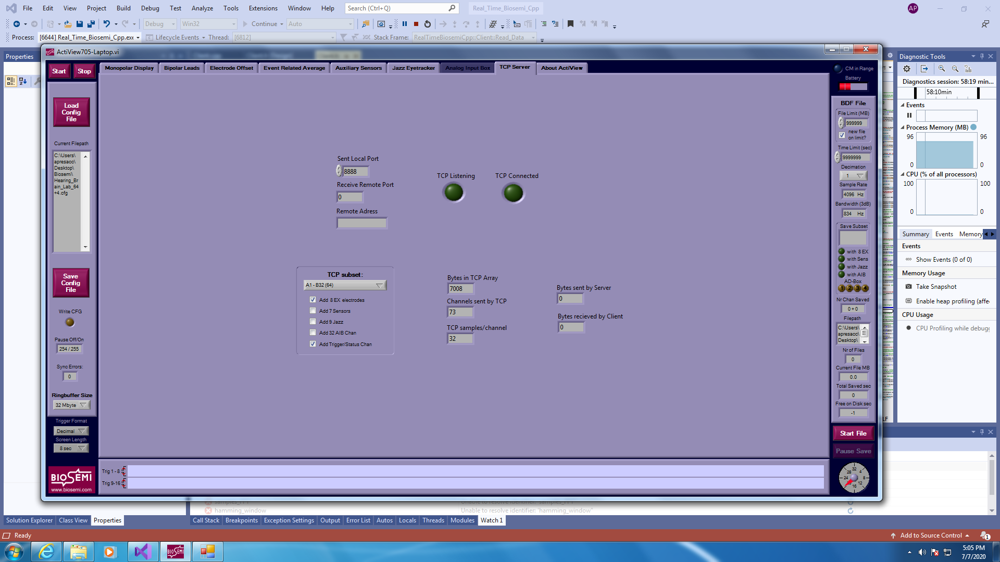 File Edit View Project Build Debug Test Analyze Tools Extensions Window Help Search (Ctrl+Q) Real_Time_Biosemi_Cpp AP
Debug Win32 Continue Auto
Process: [6644] Real_Time_Biosemi_Cpp.exe Lifecycle Events Thread: [6812] Stack Frame: RealTimeBiosemiCpp::Client::Read_Data
Properties
ActiView705-Laptop.vi
Start Stop
Monopolar Display Bipolar Leads Electrode Offset Event Related Average Auxiliary Sensors Jazz Eyetracker Analog Input Box TCP Server About ActiView
Load
Config
File
Current Filepath
C:\Users\
apresacc\
Desktop\
Biosemi\
Hearing_Br
ain_Lab_64
+4.cfg
Save
Config
File
Write CFG
Pause Off/On
254 / 255
Sync Errors:
0
Ringbuffer Size
32 Mbyte
Trigger Format
Decimal
Screen Length
8 sec
BIOSEMI
www.biosemi.com
Sent Local Port
8888
Receive Remote Port
0
Remote Adress
TCP Listening TCP Connected
TCP subset:
A1 - B32 (64)
Add 8 EX electrodes
Add 7 Sensors
Add 9 Jazz
Add 32 AIB Chan
Add Trigger/Status Chan
Bytes in TCP Array
7008
Channels sent by TCP
73
TCP samples/channel
32
Bytes sent by Server
0
Bytes recieved by Client
0
Trig 1 - 8
Trig 9-16
CM in Range
Battery
BDF File
File Limit (MB)
999999
new file
on limit?
Time Limit (sec)
9999999
Decimation
1
Sample Rate
4096 Hz
Bandwidth (3dB)
834 Hz
Save Subset
with 8 EX
with Sens
with Jazz
with AIB
AD-Box
1 2 3 4
Nr Chan Saved
0 + 0
Filepath
C:\Users\
apresacc\
Desktop\
Nr of Files
0
Current File MB
0.0
Total Saved sec
0
Free on Disk sec
-1
Start File
Pause Save
28 32 4
24 8
16 12
Diagnostic Tools
Diagnostics session: 58:19 min...
58:10min
Events
Process Memory (MB)
96 96
0 0
CPU (% of all processors)
100 100
0 0
Summary Events Memory
Events
Show Events (0 of 0)
Memory Usage
Take Snapshot
Enable heap profiling (affe
CPU Usage
CPU Profiling while debugg
LF
hamming_window Unable to resolve identifier: 'hamming_window"
Solution Explorer Class View Properties Call Stack Breakpoints Exception Settings Output Error List Autos Locals Threads Modules Watch 1
Ready Add to Source Control 1
BIOSEMI
5:05 PM
7/7/2020